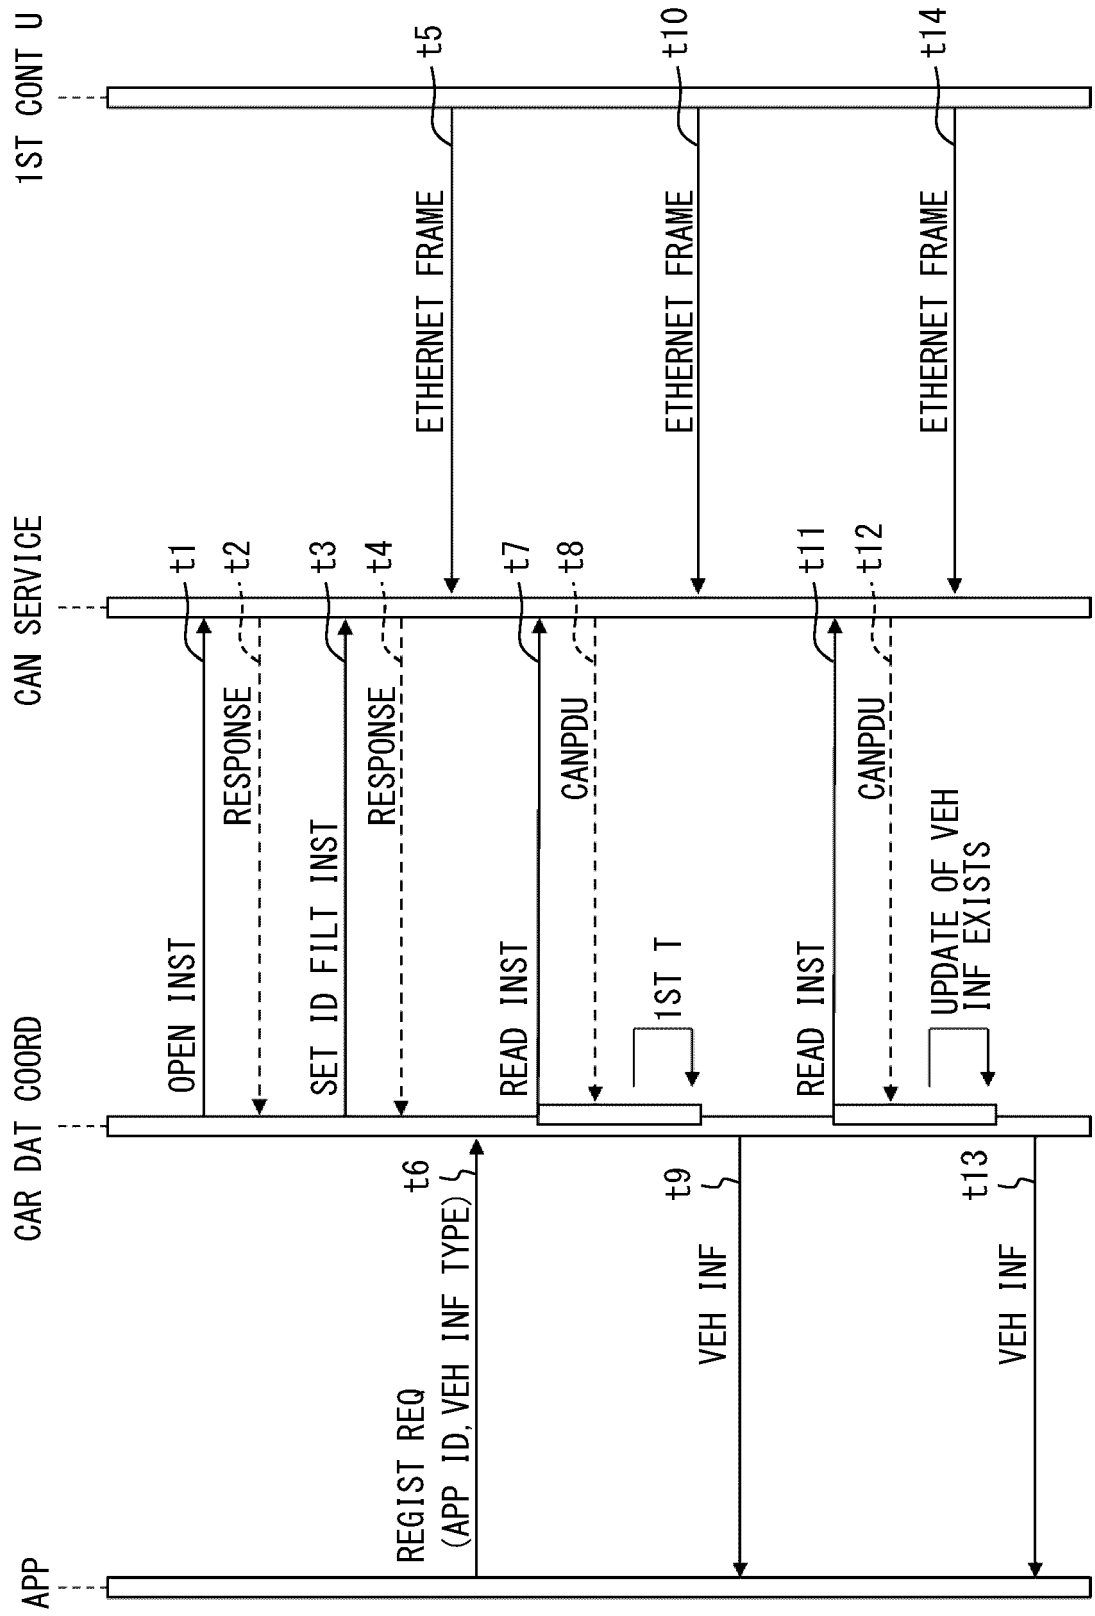 APP
CAR DAT COORD
CAN SERVICE
1ST CONT U
OPEN INST
t1
RESPONSE
t2
SET ID FILT INST
t3
RESPONSE
t4
ETHERNET FRAME
t5
REGIST REQ
(APP ID, VEH INF TYPE)
t6
READ INST
t7
CANPDU
t8
1ST T
ETHERNET FRAME
t10
VEH INF
t9
READ INST
t11
CANPDU
t12
UPDATE OF VEH
INF EXISTS
ETHERNET FRAME
t14
VEH INF
t13